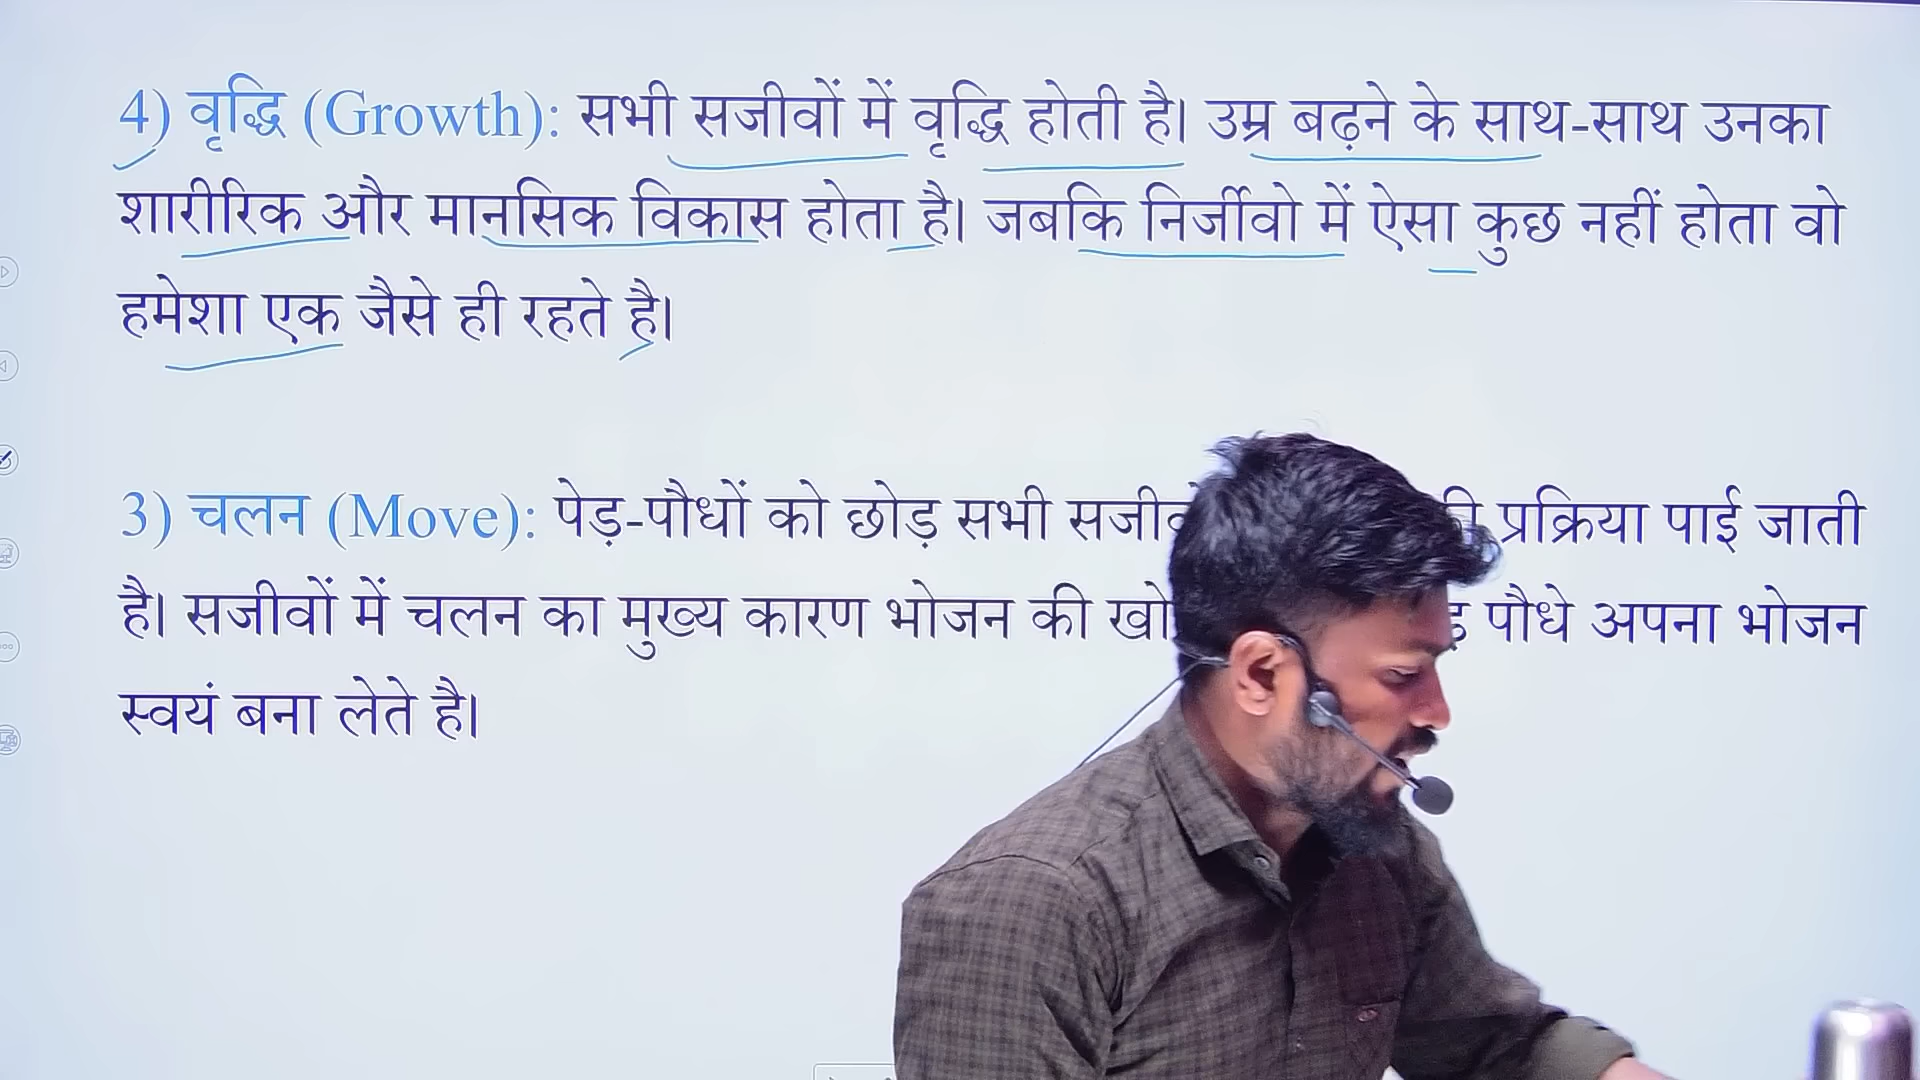 4) वृद्धि (Growth): सभी सजीवों में वृद्धि होती है। उम्र बढ़ने के साथ-साथ उनका
शारीरिक और मानसिक विकास होता है। जबकि निर्जीवो में ऐसा कुछ नहीं होता वो
हमेशा एक जैसे ही रहते है।
3) चलन (Move): पेड़-पौधों को छोड़ सभी प्रक्रिया पाई जाती
है। सजीवों में चलन का मुख्य कारण भोजन की पौधे अपना भोजन
स्वयं बना लेते है।